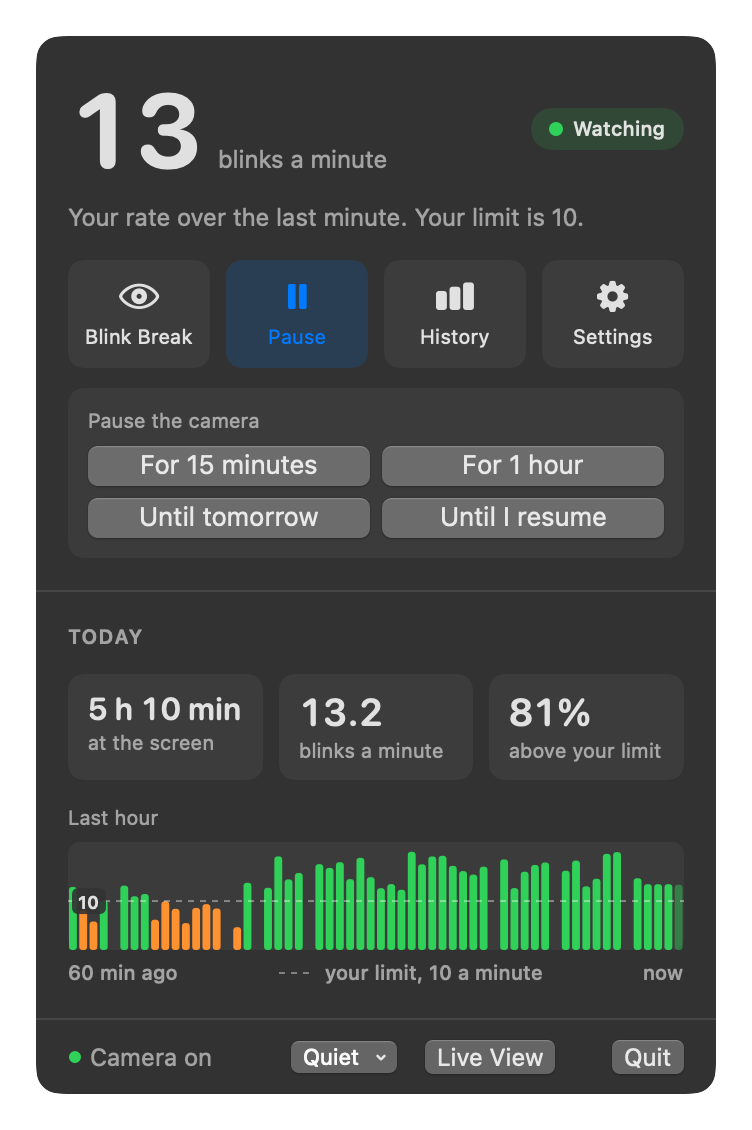 13 blinks a minute
Watching
Your rate over the last minute. Your limit is 10.
Blink Break
Pause
History
Settings
Pause the camera
For 15 minutes
For 1 hour
Until tomorrow
Until I resume
TODAY
5 h 10 min
at the screen
13.2
blinks a minute
81%
above your limit
Last hour
10
60 min ago
your limit, 10 a minute
now
Camera on
Quiet
Live View
Quit